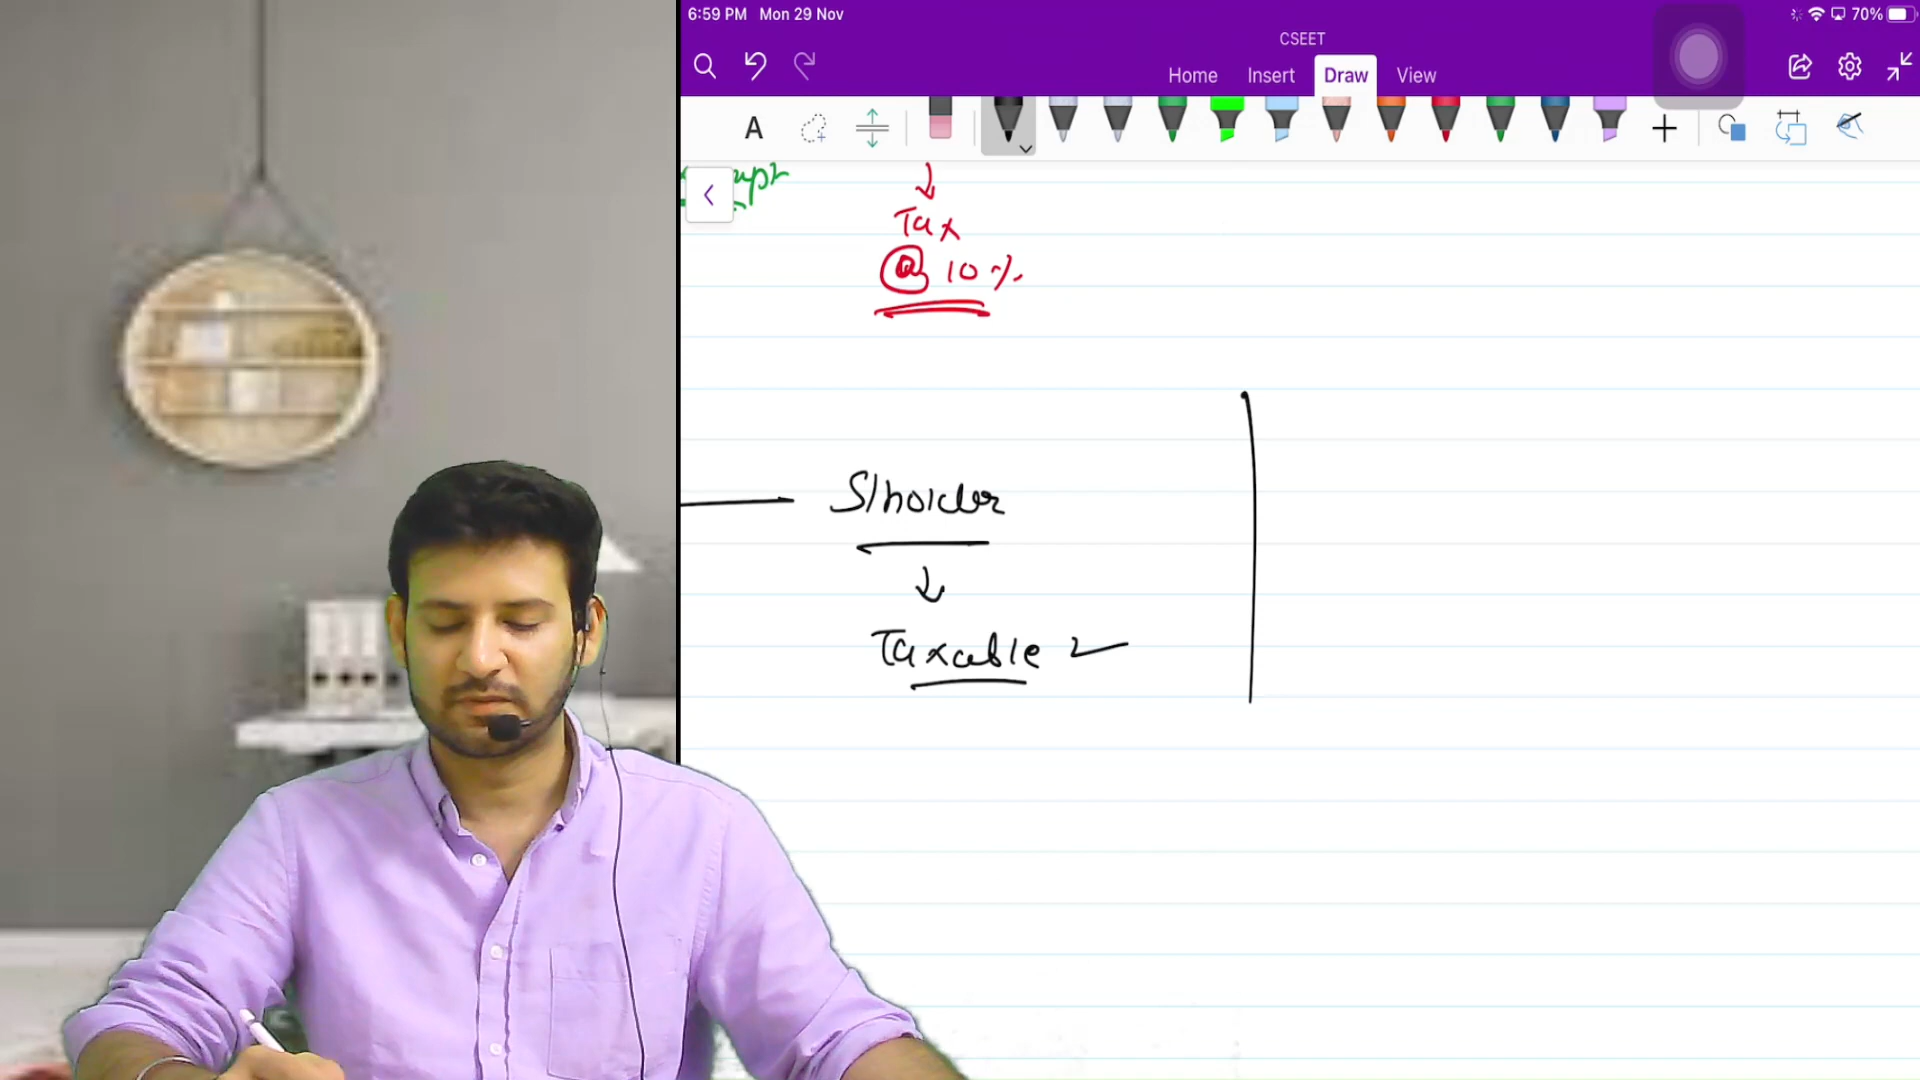 6:59 PM Mon 29 Nov
70%
CSEET
Home Insert Draw View
A
Tax
@ 10%
S/holder
Taxable